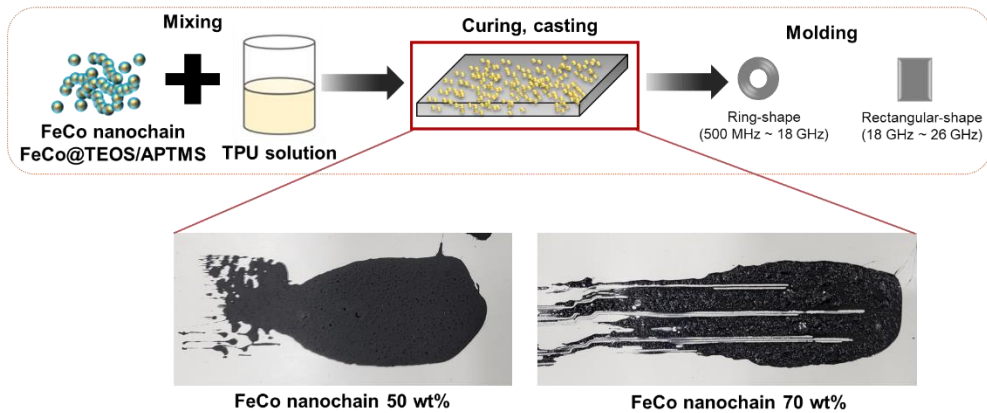 Mixing
Curing, casting
Molding
FeCo nanochain
FeCo@TEOS/APTMS
TPU solution
Ring-shape
(500 MHz ~ 18 GHz)
Rectangular-shape
(18 GHz ~ 26 GHz)
FeCo nanochain 50 wt%
FeCo nanochain 70 wt%